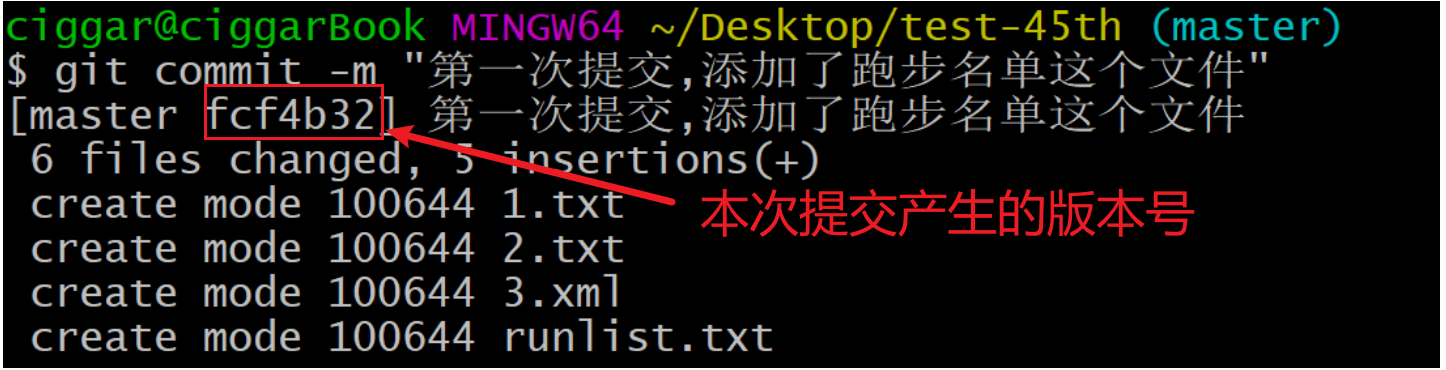 ciggar@ciggarBook MINGW64 ~/Desktop/test-45th (master)
$ git commit -m "第一次提交,添加了跑步名单这个文件"
[master fcf4b32] 第一次提交,添加了跑步名单这个文件
6 files changed, 5 insertions(+)
create mode 100644 1.txt
本次提交产生的版本号
create mode 100644 2.txt
create mode 100644 3.xml
create mode 100644 runlist.txt